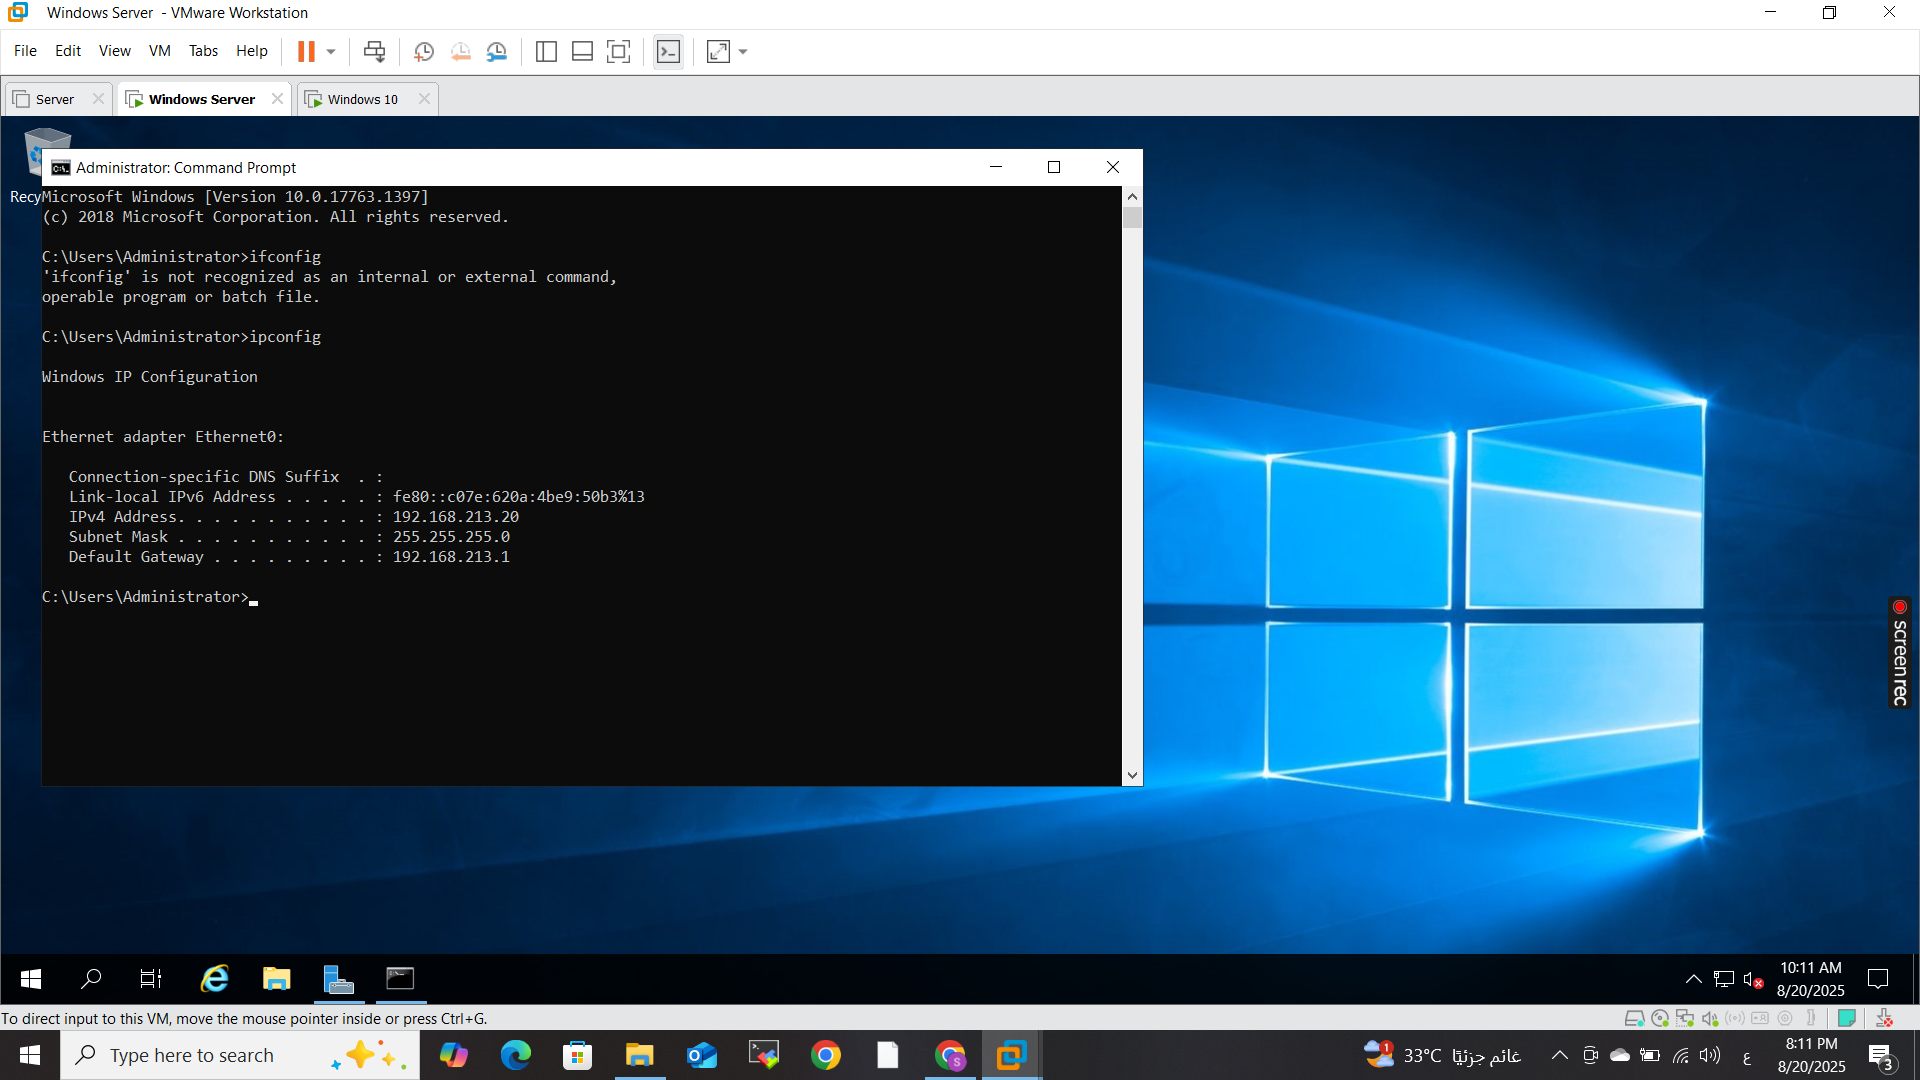 Windows Server - VMware Workstation
File Edit View VM Tabs Help
Server
Windows Server
Windows 10
Administrator: Command Prompt
Recy
Microsoft Windows [Version 10.0.17763.1397]
(c) 2018 Microsoft Corporation. All rights reserved.
C:\Users\Administrator>ifconfig
'ifconfig' is not recognized as an internal or external command,
operable program or batch file.
C:\Users\Administrator>ipconfig
Windows IP Configuration
Ethernet adapter Ethernet0:
Connection-specific DNS Suffix . :
Link-local IPv6 Address . . . . . : fe80::c07e:620a:4be9:50b3%13
IPv4 Address. . . . . . . . . . . : 192.168.213.20
Subnet Mask . . . . . . . . . . . : 255.255.255.0
Default Gateway . . . . . . . . . : 192.168.213.1
C:\Users\Administrator>
screenrec
10:11 AM
8/20/2025
To direct input to this VM, move the mouse pointer inside or press Ctrl+G.
Type here to search
S
1
33°C غائم جزئيًا
ع
8:11 PM
8/20/2025
3